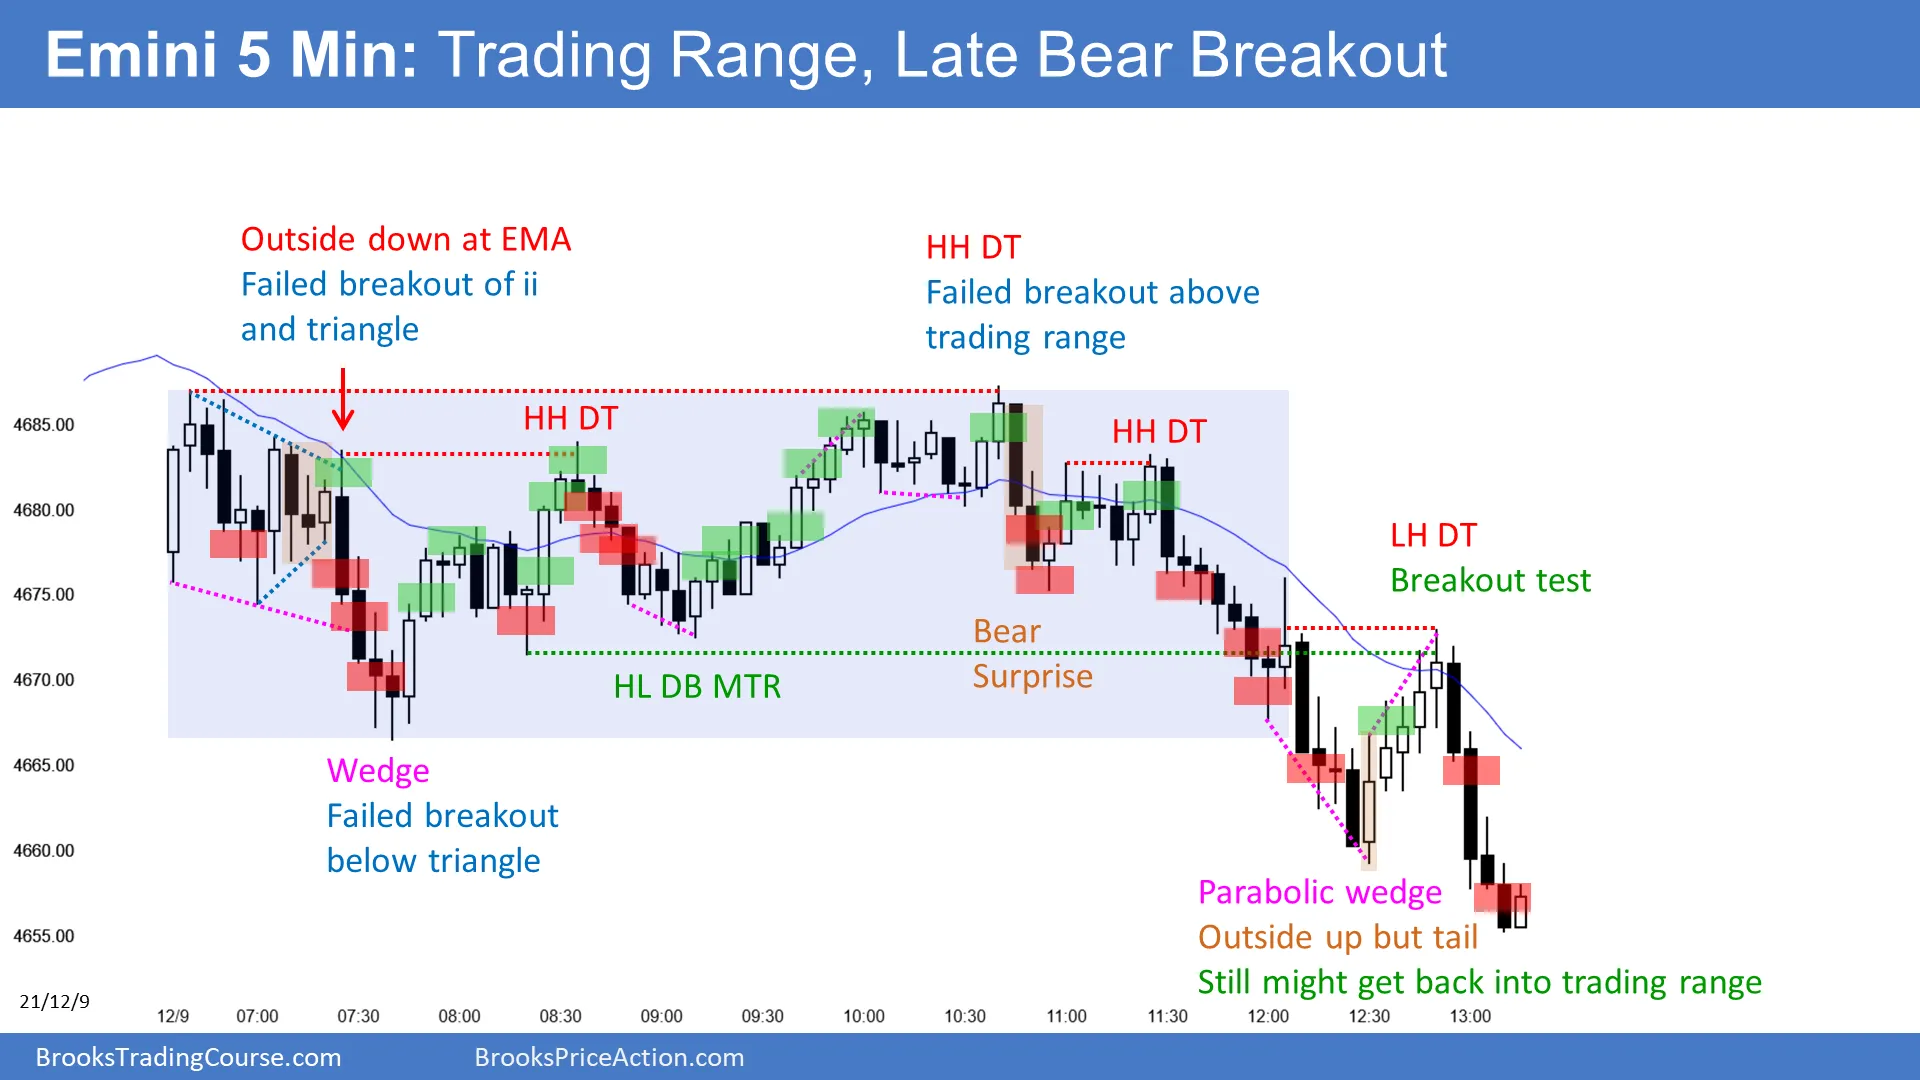 Emini 5 Min: Trading Range, Late Bear Breakout
Outside down at EMA
Failed breakout of ii
and triangle
HH DT
Failed breakout above
trading range
HH DT
HH DT
LH DT
Breakout test
Bear
Surprise
HL DB MTR
Wedge
Failed breakout
below triangle
Parabolic wedge
Outside up but tail
Still might get back into trading range
4685.00
4680.00
4675.00
4670.00
4665.00
4660.00
4655.00
21/12/9
12/9 07:00 07:30 08:00 08:30 09:00 09:30 10:00 10:30 11:00 11:30 12:00 12:30 13:00
BrooksTradingCourse.com BrooksPriceAction.com